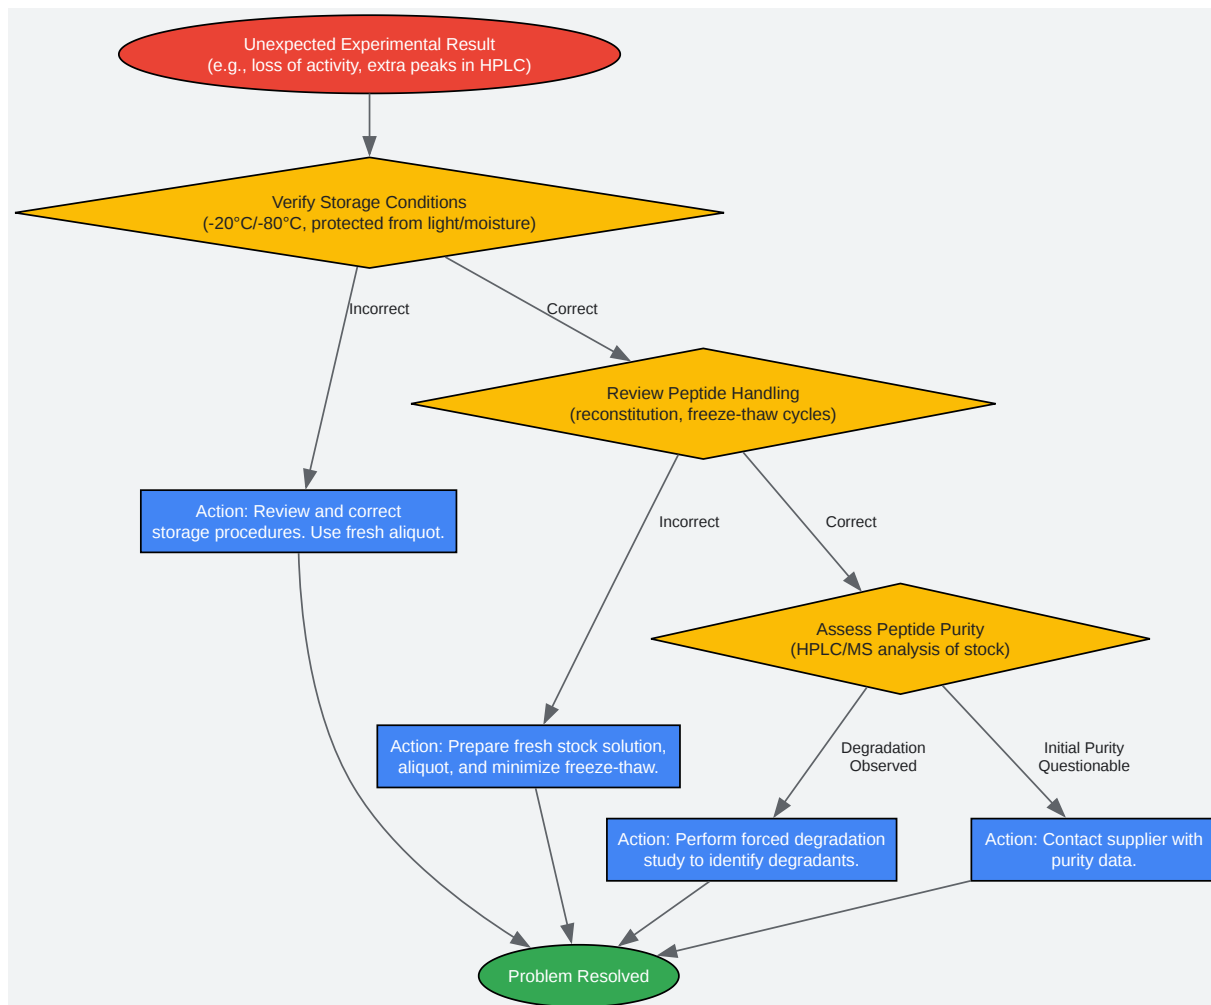 Unexpected Experimental Result
(e.g., loss of activity, extra peaks in HPLC)
Verify Storage Conditions
(-20°C/-80°C, protected from light/moisture)
Incorrect
Correct
Review Peptide Handling
(reconstitution, freeze-thaw cycles)
Action: Review and correct
storage procedures. Use fresh aliquot.
Incorrect
Correct
Assess Peptide Purity
(HPLC/MS analysis of stock)
Action: Prepare fresh stock solution,
aliquot, and minimize freeze-thaw.
Degradation
Observed
Initial Purity
Questionable
Action: Perform forced degradation
study to identify degradants.
Action: Contact supplier with
purity data.
Problem Resolved